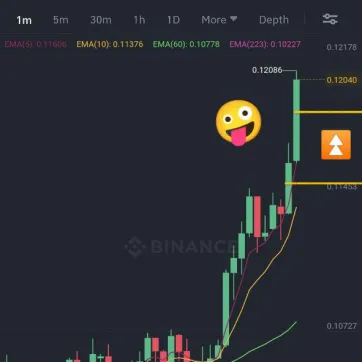 1m 5m 30m 1h 1D More Depth
EMA(5): 0.11606 EMA(10): 0.11376 EMA(60): 0.10778 EMA(223): 0.10227
0.12178
0.12086
0.12040
0.11453
BINANCE
0.10727